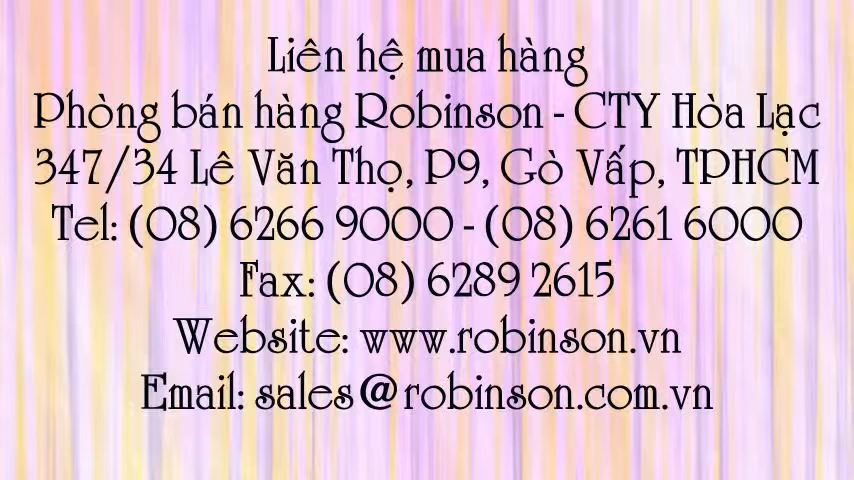 Liên hệ mua hàng
Phòng bán hàng Robinson - CTY Hòa Lạc
347/34 Lê Văn Thọ, P9, Gò Vấp, TPHCM
Tel: (08) 6266 9000 - (08) 6261 6000
Fax: (08) 6289 2615
Website: www.robinson.vn
Email: sales@robinson.com.vn